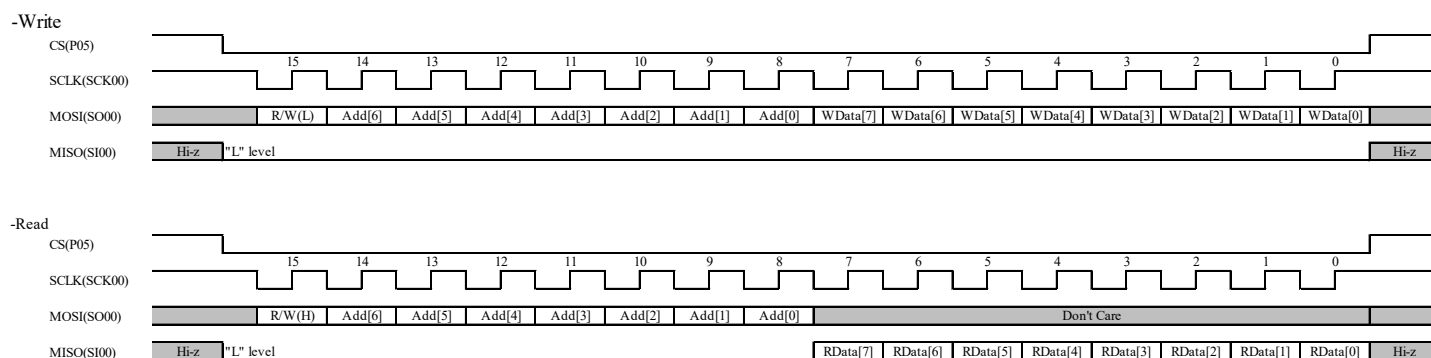 -Write
CS(P05)
15 14 13 12 11 10 9 8 7 6 5 4 3 2 1 0
SCLK(SCK00)
MOSI(SO00) R/W(L) Add[6] Add[5] Add[4] Add[3] Add[2] Add[1] Add[0] WData[7] WData[6] WData[5] WData[4] WData[3] WData[2] WData[1] WData[0]
MISO(SI00) Hi-z "L" level Hi-z
-Read
CS(P05)
15 14 13 12 11 10 9 8 7 6 5 4 3 2 1 0
SCLK(SCK00)
MOSI(SO00) R/W(H) Add[6] Add[5] Add[4] Add[3] Add[2] Add[1] Add[0] Don't Care
MISO(SI00) Hi-z "L" level RData[7] RData[6] RData[5] RData[4] RData[3] RData[2] RData[1] RData[0] Hi-z